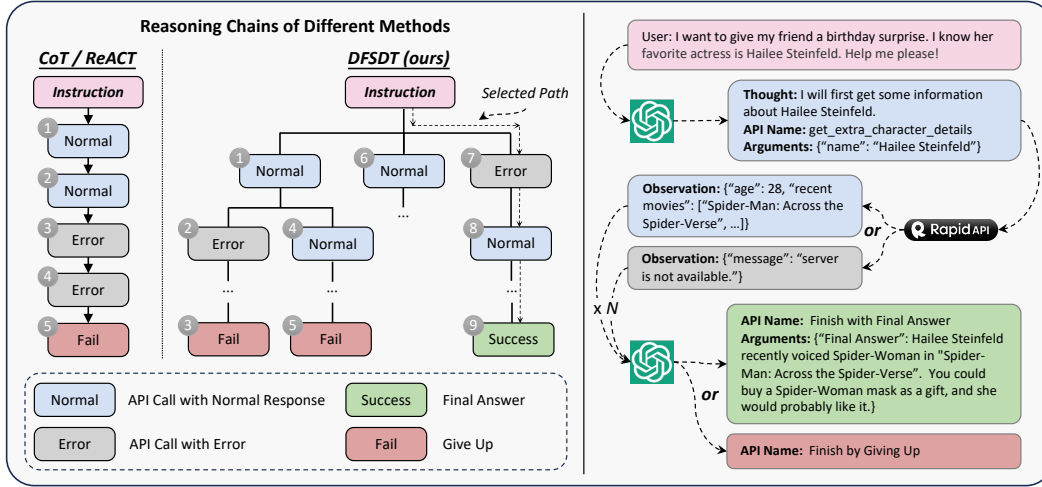 Reasoning Chains of Different Methods
CoT / ReACT
Instruction
1
Normal
2
Normal
3
Error
4
Error
5
Fail
DFSDT (ours)
Instruction
Selected Path
1
Normal
6
Normal
...
7
Error
2
Error
4
Normal
8
Normal
...
...
...
3
Fail
5
Fail
9
Success
Normal
API Call with Normal Response
Success
Final Answer
Error
API Call with Error
Fail
Give Up
User: I want to give my friend a birthday surprise. I know her
favorite actress is Hailee Steinfeld. Help me please!
Thought: I will first get some information
about Hailee Steinfeld.
API Name: get_extra_character_details
Arguments: {“name”: “Hailee Steinfeld”}
Observation: {“age”: 28, “recent
movies”: [“Spider-Man: Across the
Spider-Verse”, …]}
or
Rapid API
Observation: {“message”: “server
is not available.”}
x N
API Name: Finish with Final Answer
Arguments: {“Final Answer”: Hailee Steinfeld
recently voiced Spider-Woman in "Spider-
Man: Across the Spider-Verse”. You could
buy a Spider-Woman mask as a gift, and she
would probably like it.}
or
API Name: Finish by Giving Up